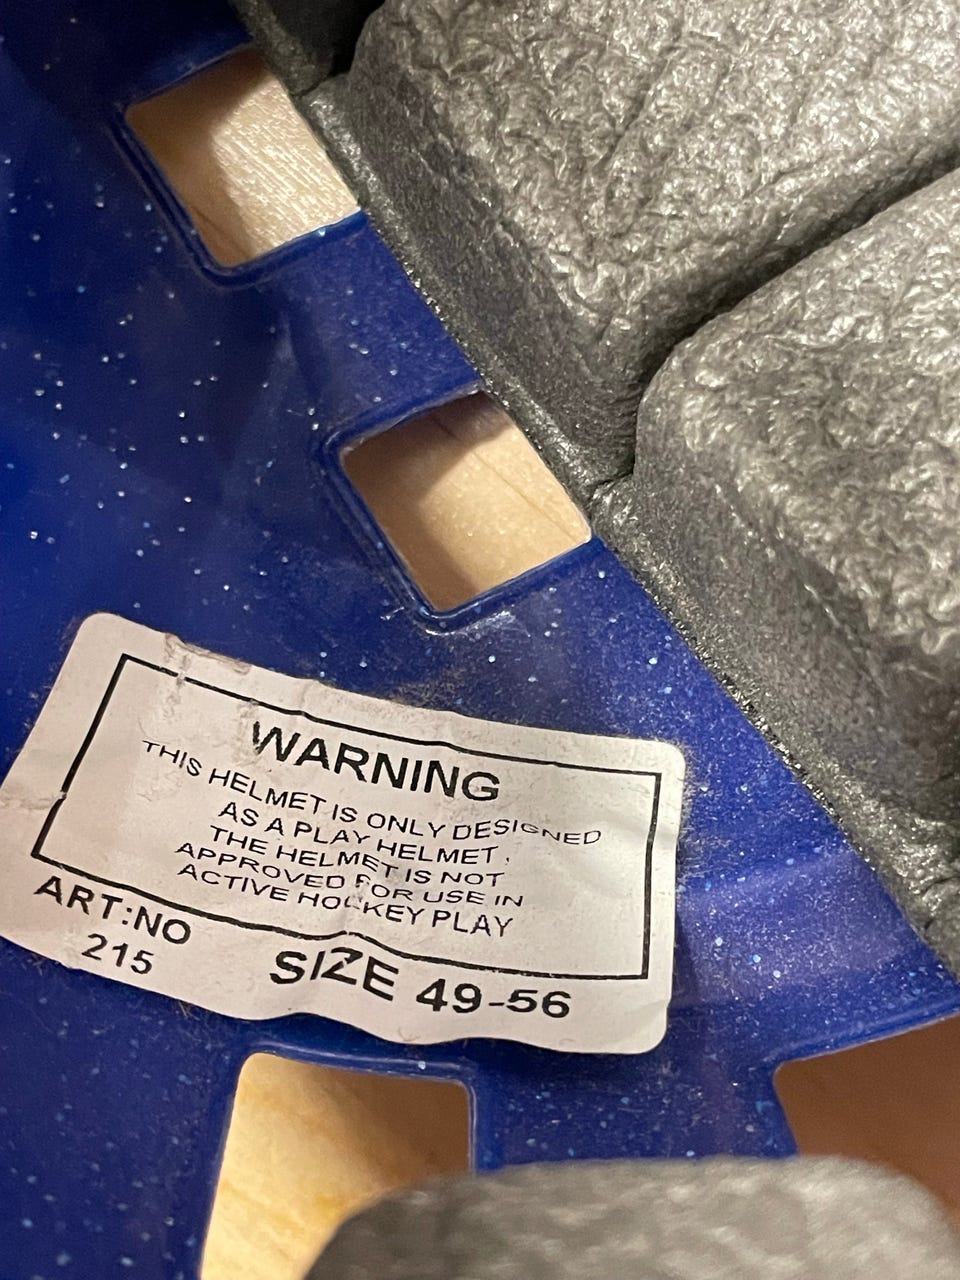 WARNING
THIS HELMET IS ONLY DESIGNED
AS A PLAY HELMET.
THE HELMET IS NOT
APPROVED FOR USE IN
ACTIVE HOCKEY PLAY
ART:NO
215
SIZE 49-56